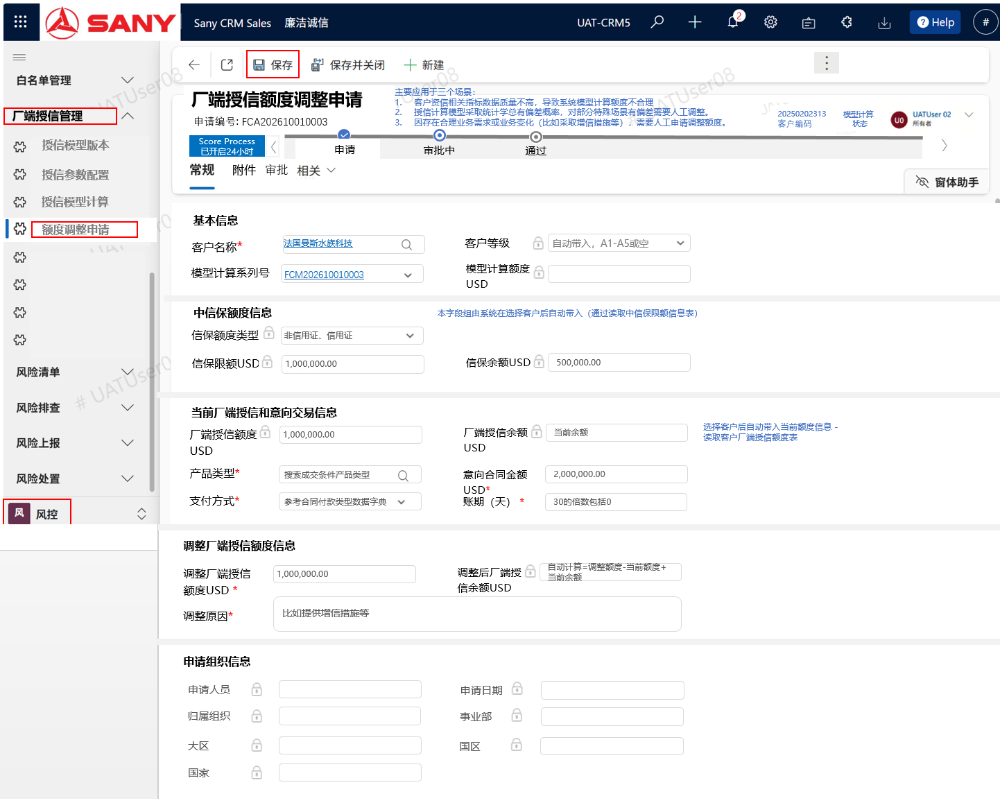 SANY
Sany CRM Sales 廉洁诚信
UAT-CRM5
2
Help
#
白名单管理
厂端授信管理
授信模型版本
授信参数配置
授信模型计算
额度调整申请
风险清单
风险排查
风险上报
风险处置
风 风控
保存
保存并关闭
新建
厂端授信额度调整申请
申请编号: FCA202610010003
主要应用于三个场景：
1. 客户资信相关指标数据质量不高，导致系统模型计算额度不合理
2. 授信计算模型采取统计学总有偏差概率，对部分特殊场景有偏差需要人工调整。
3. 因存在合理业务需求或业务变化（比如采取增信措施等），需要人工申请调整额度。
20250202313
客户编码
模型计算
状态
U0
UATUser 02
所有者
Score Process
已开启24小时
申请
审批中
通过
常规 附件 审批 相关
窗体助手
基本信息
客户名称* 法国曼斯水族科技
客户等级 自动带入，A1-A5或空
模型计算系列号 FCM202610010003
模型计算额度
USD
中信保额度信息
本字段组由系统在选择客户后自动带入（通过读取中信保限额信息表）
信保额度类型 非信用证、信用证
信保限额USD 1,000,000.00
信保余额USD 500,000.00
当前厂端授信和意向交易信息
厂端授信额度
USD
1,000,000.00
厂端授信余额
USD
当前余额
选择客户后自动带入当前额度信息 -
读取客户厂端授信额度表
产品类型* 搜索成交条件产品类型
意向合同金额
USD*
2,000,000.00
支付方式* 参考合同付款类型数据字典
账期（天） * 30的倍数包括0
调整厂端授信额度信息
调整厂端授信
额度USD *
1,000,000.00
调整后厂端授
信余额USD
自动计算=调整额度-当前额度+
当前余额
调整原因* 比如提供增信措施等
申请组织信息
申请人员
申请日期
归属组织
事业部
大区
国区
国家
# UATUser08
UATUser08
UATUser08